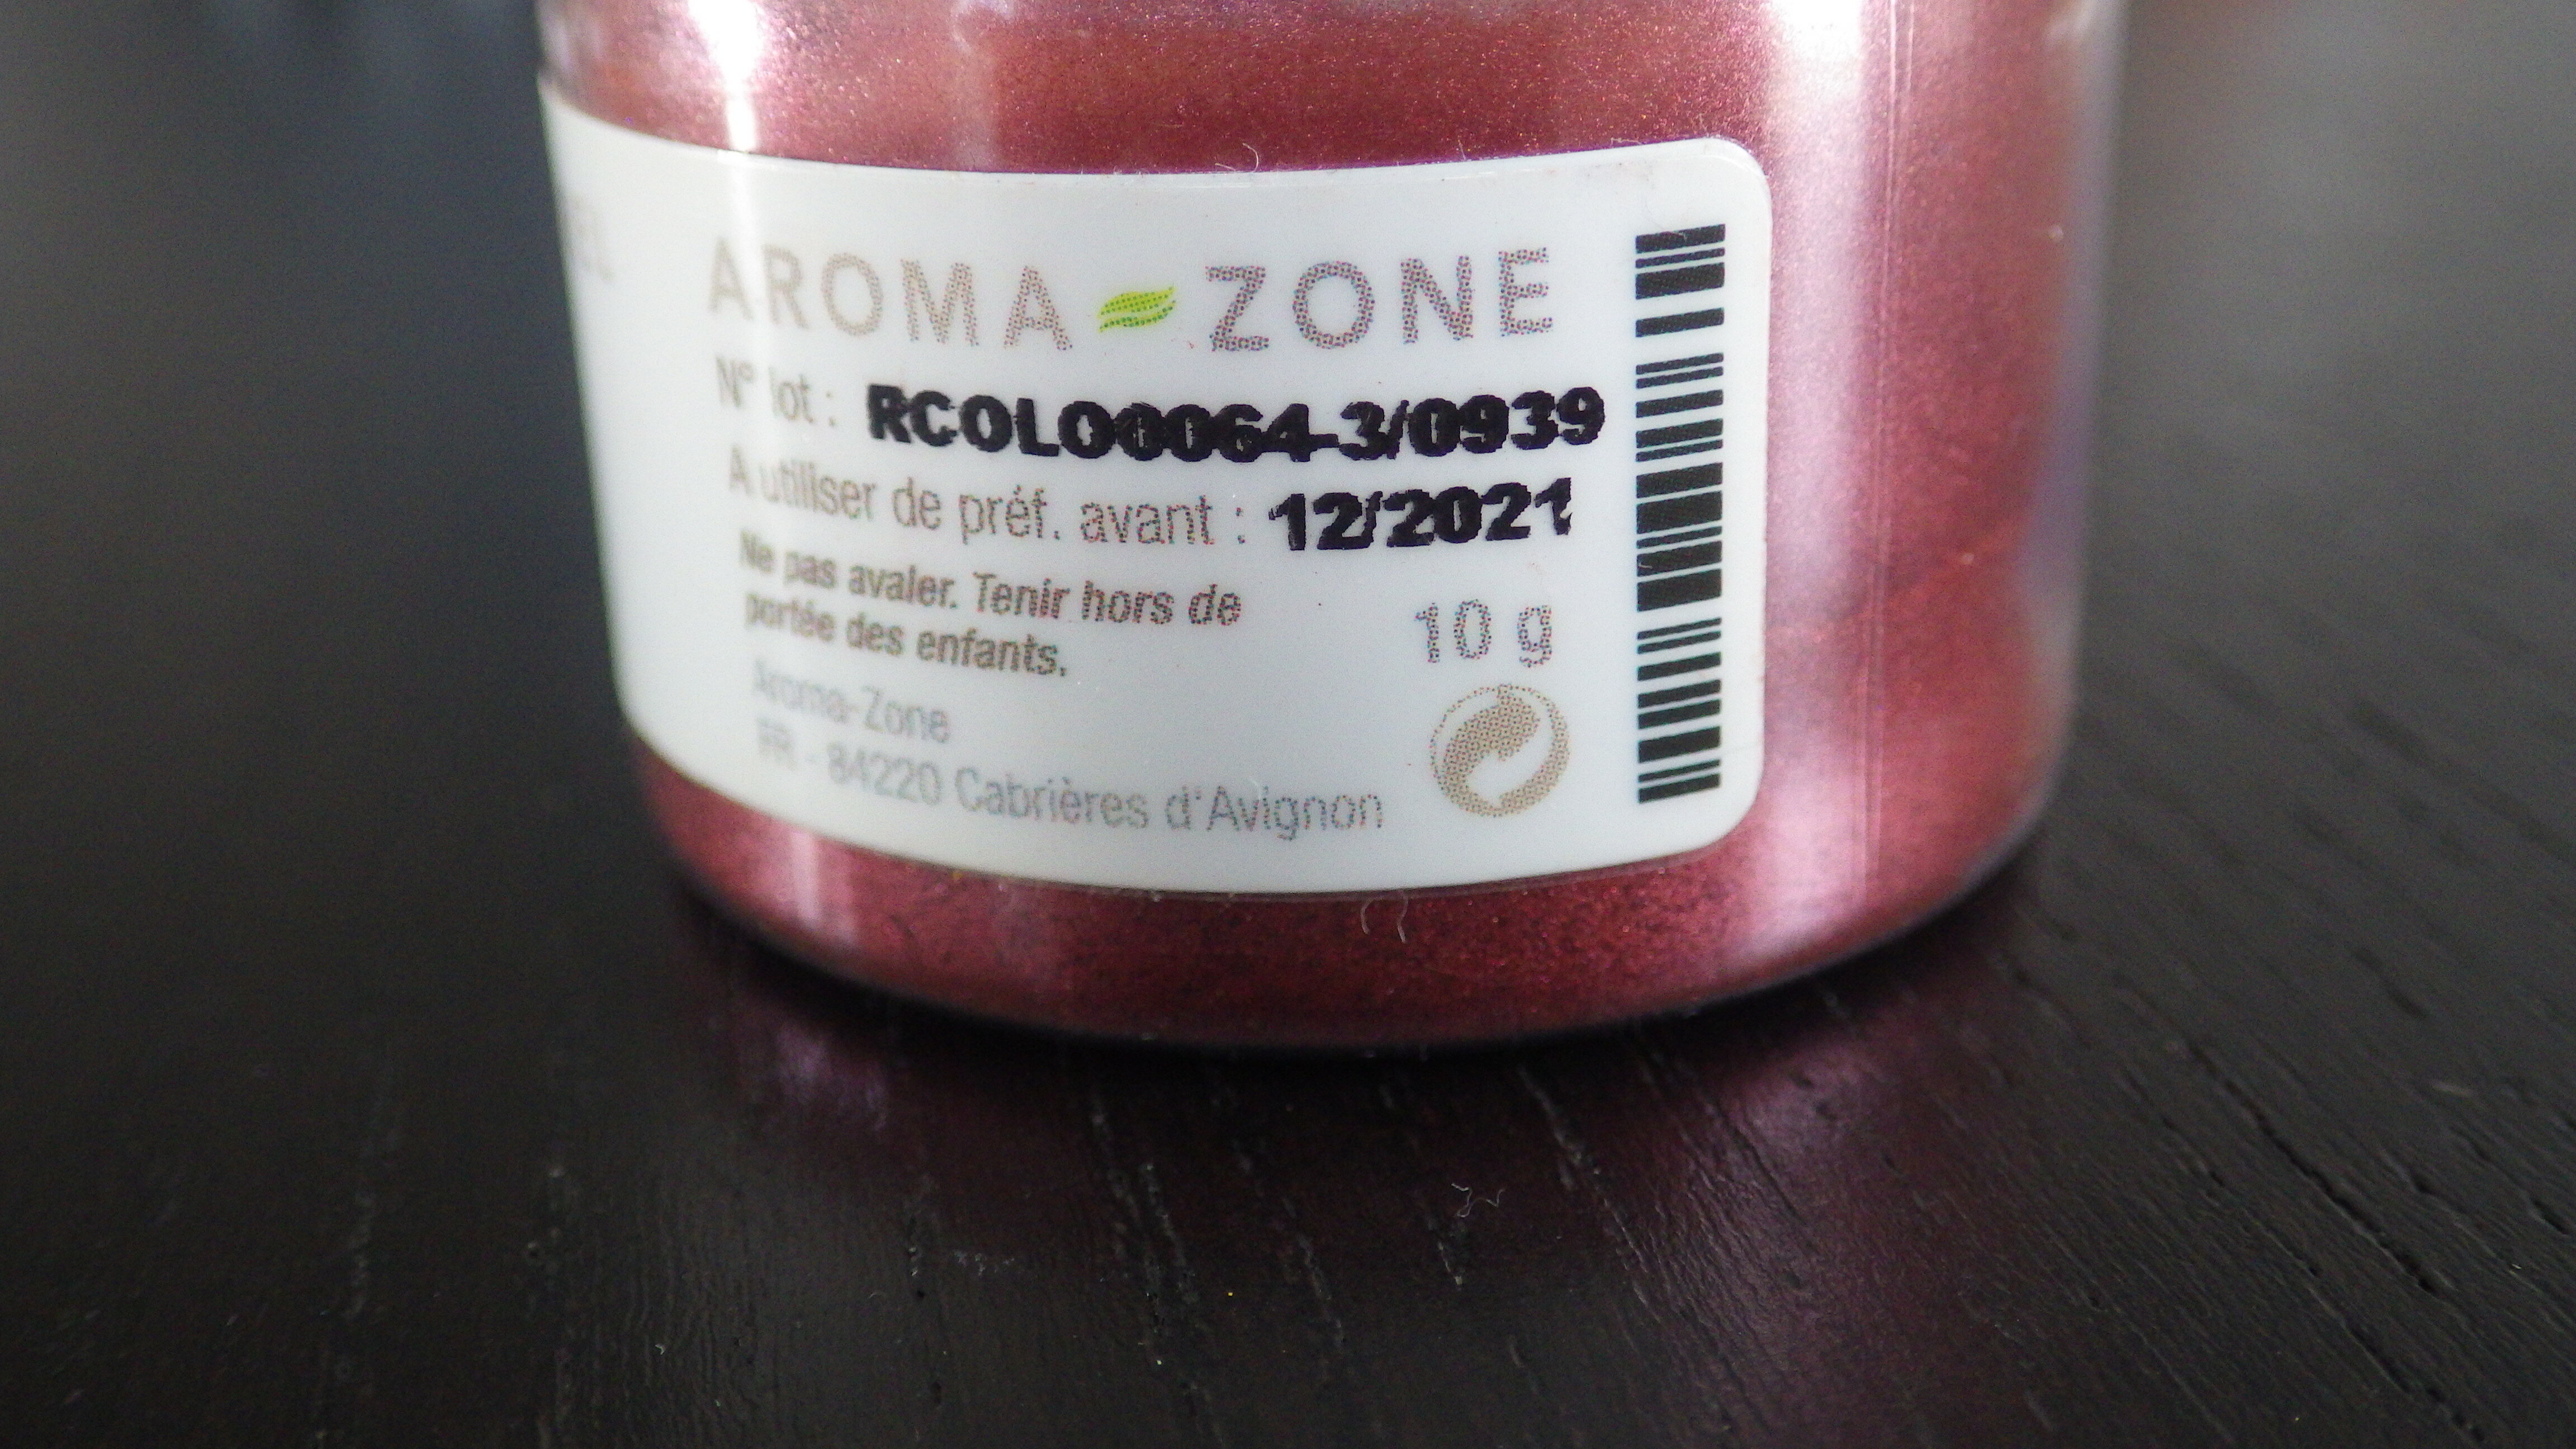 AROMA ZONE
N° lot : RCOLO0064-3/0939
A utiliser de préf. avant : 12/2021
Ne pas avaler. Tenir hors de
portée des enfants.
10 g
Aroma-Zone
FR - 84220 Cabrières d'Avignon